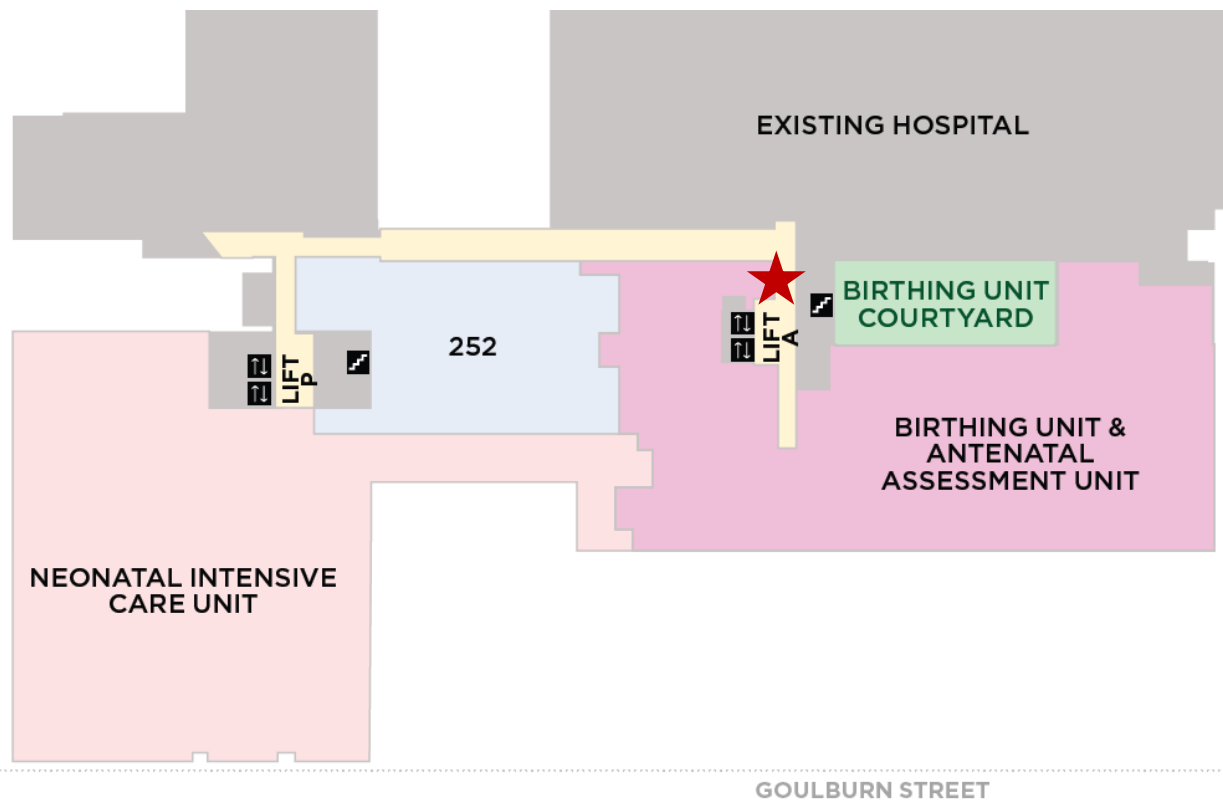 EXISTING HOSPITAL
BIRTHING UNIT
COURTYARD
LIFT
A
252
LIFT
P
BIRTHING UNIT &
ANTENATAL
ASSESSMENT UNIT
NEONATAL INTENSIVE
CARE UNIT
GOULBURN STREET